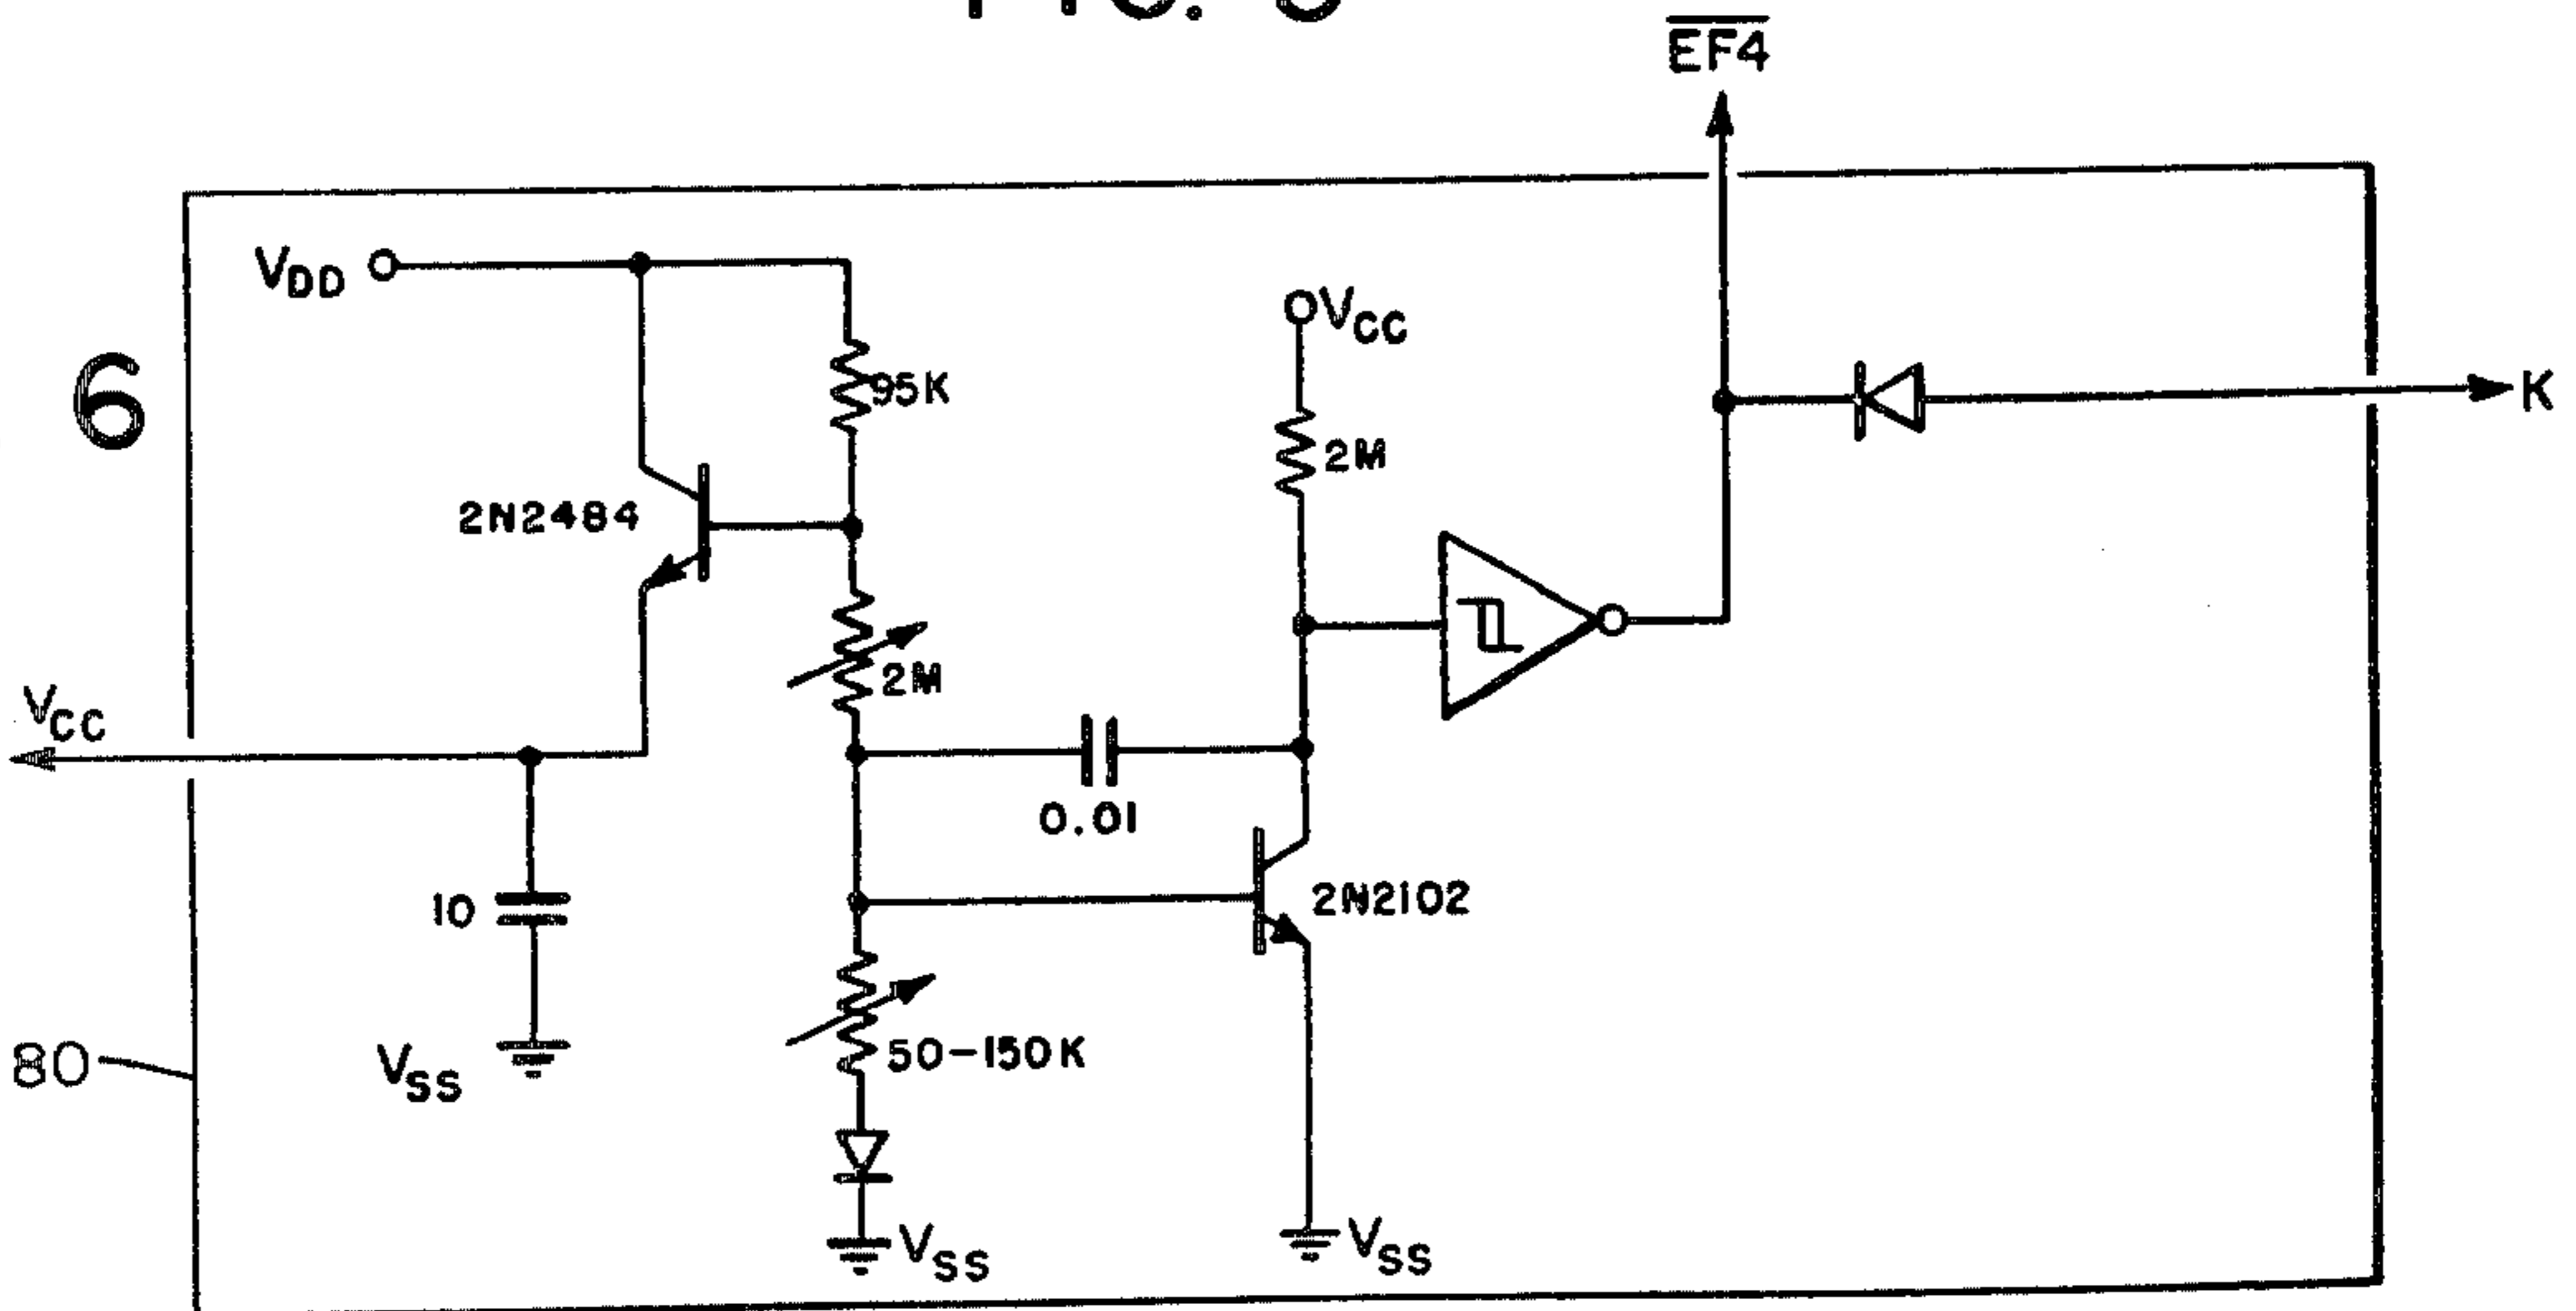 EF4
VDD
VCC
95K
6
2M
2N2484
2M
VCC
0.01
10
2N2102
50-150K
80
VSS
VSS
VSS
K